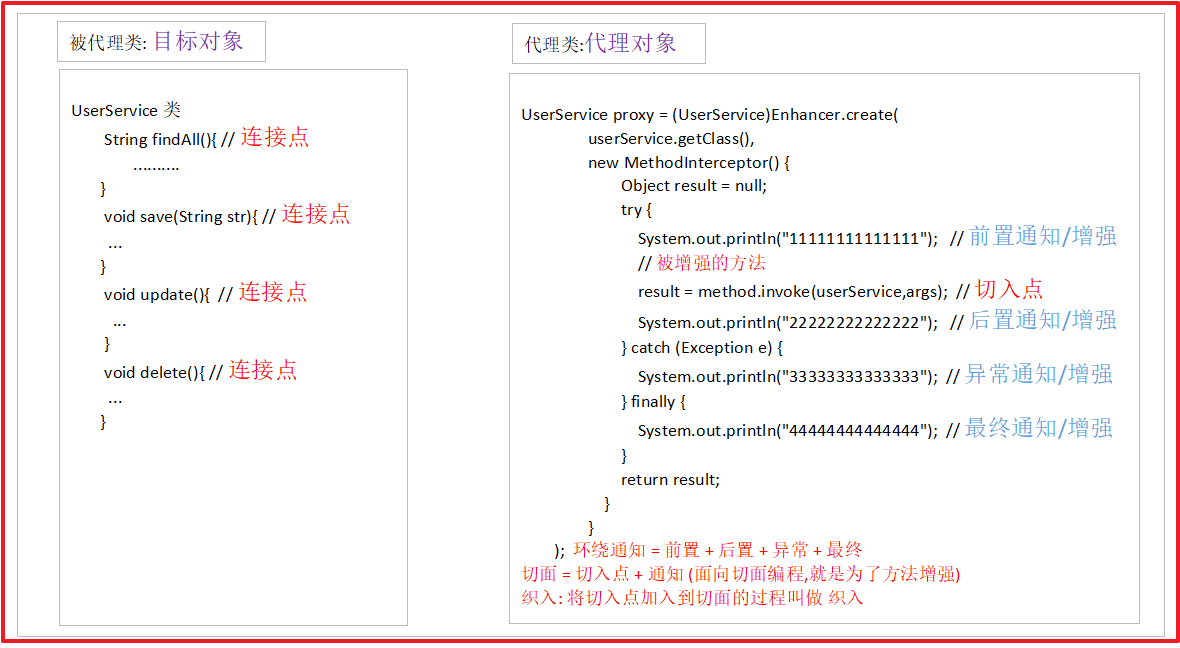 被代理类: 目标对象
UserService 类
String findAll(){ // 连接点
..........
}
void save(String str){ // 连接点
...
}
void update(){ // 连接点
...
}
void delete(){ // 连接点
...
}
代理类:代理对象
UserService proxy = (UserService)Enhancer.create(
userService.getClass(),
new MethodInterceptor() {
Object result = null;
try {
System.out.println("11111111111111"); // 前置通知/增强
// 被增强的方法
result = method.invoke(userService,args); // 切入点
System.out.println("22222222222222"); // 后置通知/增强
} catch (Exception e) {
System.out.println("33333333333333"); // 异常通知/增强
} finally {
System.out.println("44444444444444"); // 最终通知/增强
}
return result;
}
}
); 环绕通知 = 前置 + 后置 + 异常 + 最终
切面 = 切入点 + 通知 (面向切面编程,就是为了方法增强)
织入: 将切入点加入到切面的过程叫做 织入